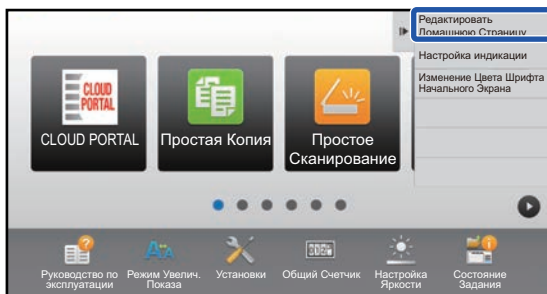 Редактировать
Домашнюю Страницу
Настройка индикации
Изменение Цвета Шрифта
Начального Экрана
CLOUD
PORTAL
CLOUD PORTAL
Простая Копия
Простое
Сканирование
Руководство по
эксплуатации
Режим Увелич.
Показа
Установки
Общий Счетчик
Настройка
Яркости
Состояние
Задания